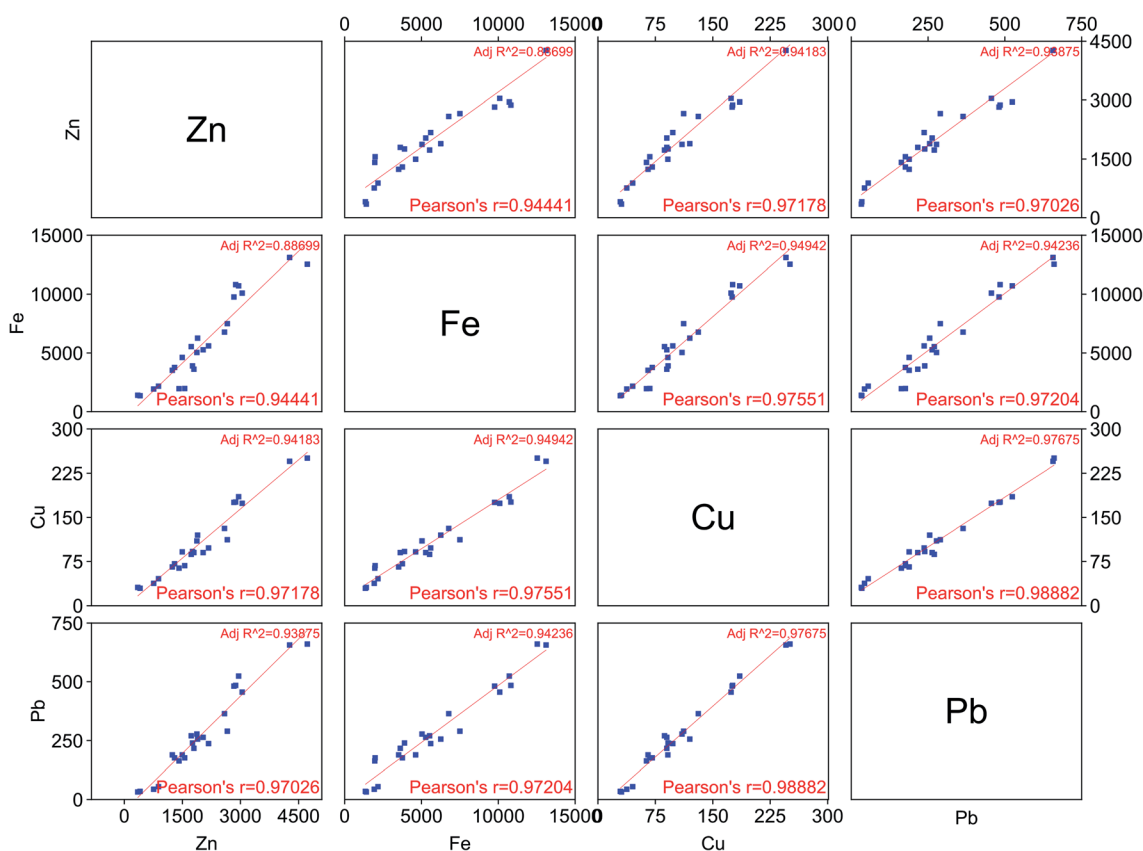 0 5000 10000 15000 0 75 150 225 300 0 250 500 750
Zn
Zn
Adj R^2=0.88699
Pearson's r=0.94441
Adj R^2=0.94183
Pearson's r=0.97178
Adj R^2=0.93875
Pearson's r=0.97026
4500
3000
1500
0
15000
10000
5000
0
Fe
Adj R^2=0.88699
Pearson's r=0.94441
Fe
Adj R^2=0.94942
Pearson's r=0.97551
Adj R^2=0.94236
Pearson's r=0.97204
15000
10000
5000
0
300
225
150
75
0
Cu
Adj R^2=0.94183
Pearson's r=0.97178
Adj R^2=0.94942
Pearson's r=0.97551
Cu
Adj R^2=0.97675
Pearson's r=0.98882
300
225
150
75
0
750
500
250
0
Pb
Adj R^2=0.93875
Pearson's r=0.97026
Adj R^2=0.94236
Pearson's r=0.97204
Adj R^2=0.97675
Pearson's r=0.98882
Pb
0 1500 3000 4500 0 5000 10000 15000 0 75 150 225 300
Zn Fe Cu Pb